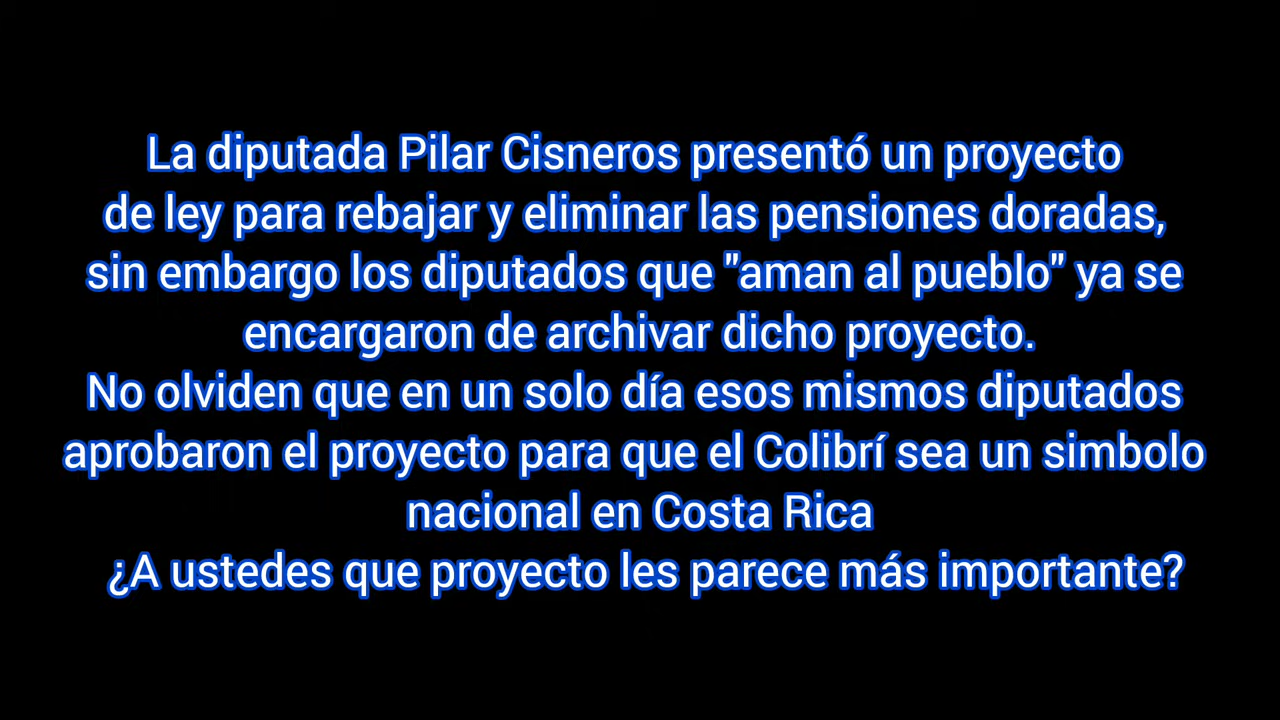 La diputada Pilar Cisneros presentó un proyecto
de ley para rebajar y eliminar las pensiones doradas,
sin embargo los diputados que "aman al pueblo" ya se
encargaron de archivar dicho proyecto.
No olviden que en un solo día esos mismos diputados
aprobaron el proyecto para que el Colibrí sea un simbolo
nacional en Costa Rica
¿A ustedes que proyecto les parece más importante?